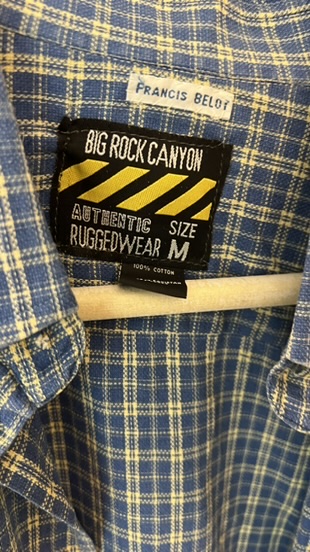 FRANCIS BELOT
BIG ROCK CANYON
AUTHENTIC
RUGGEDWEAR
SIZE
M
100% COTTON